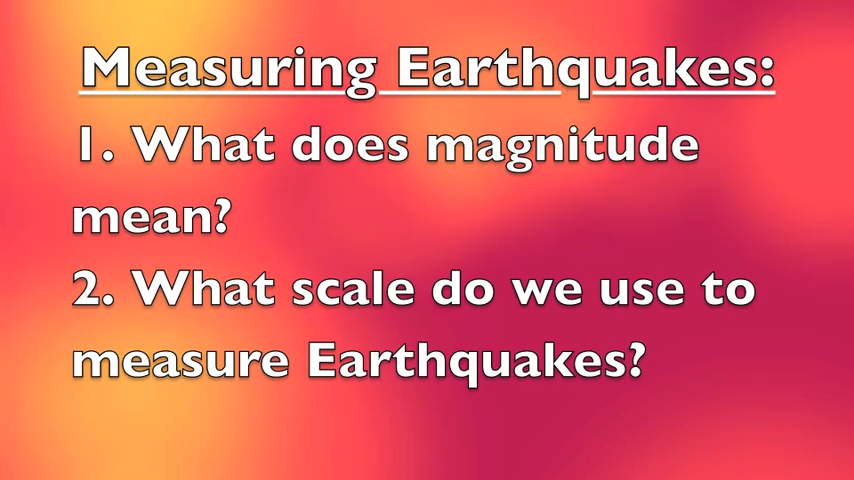 Measuring Earthquakes:
1. What does magnitude
mean?
2. What scale do we use to
measure Earthquakes?